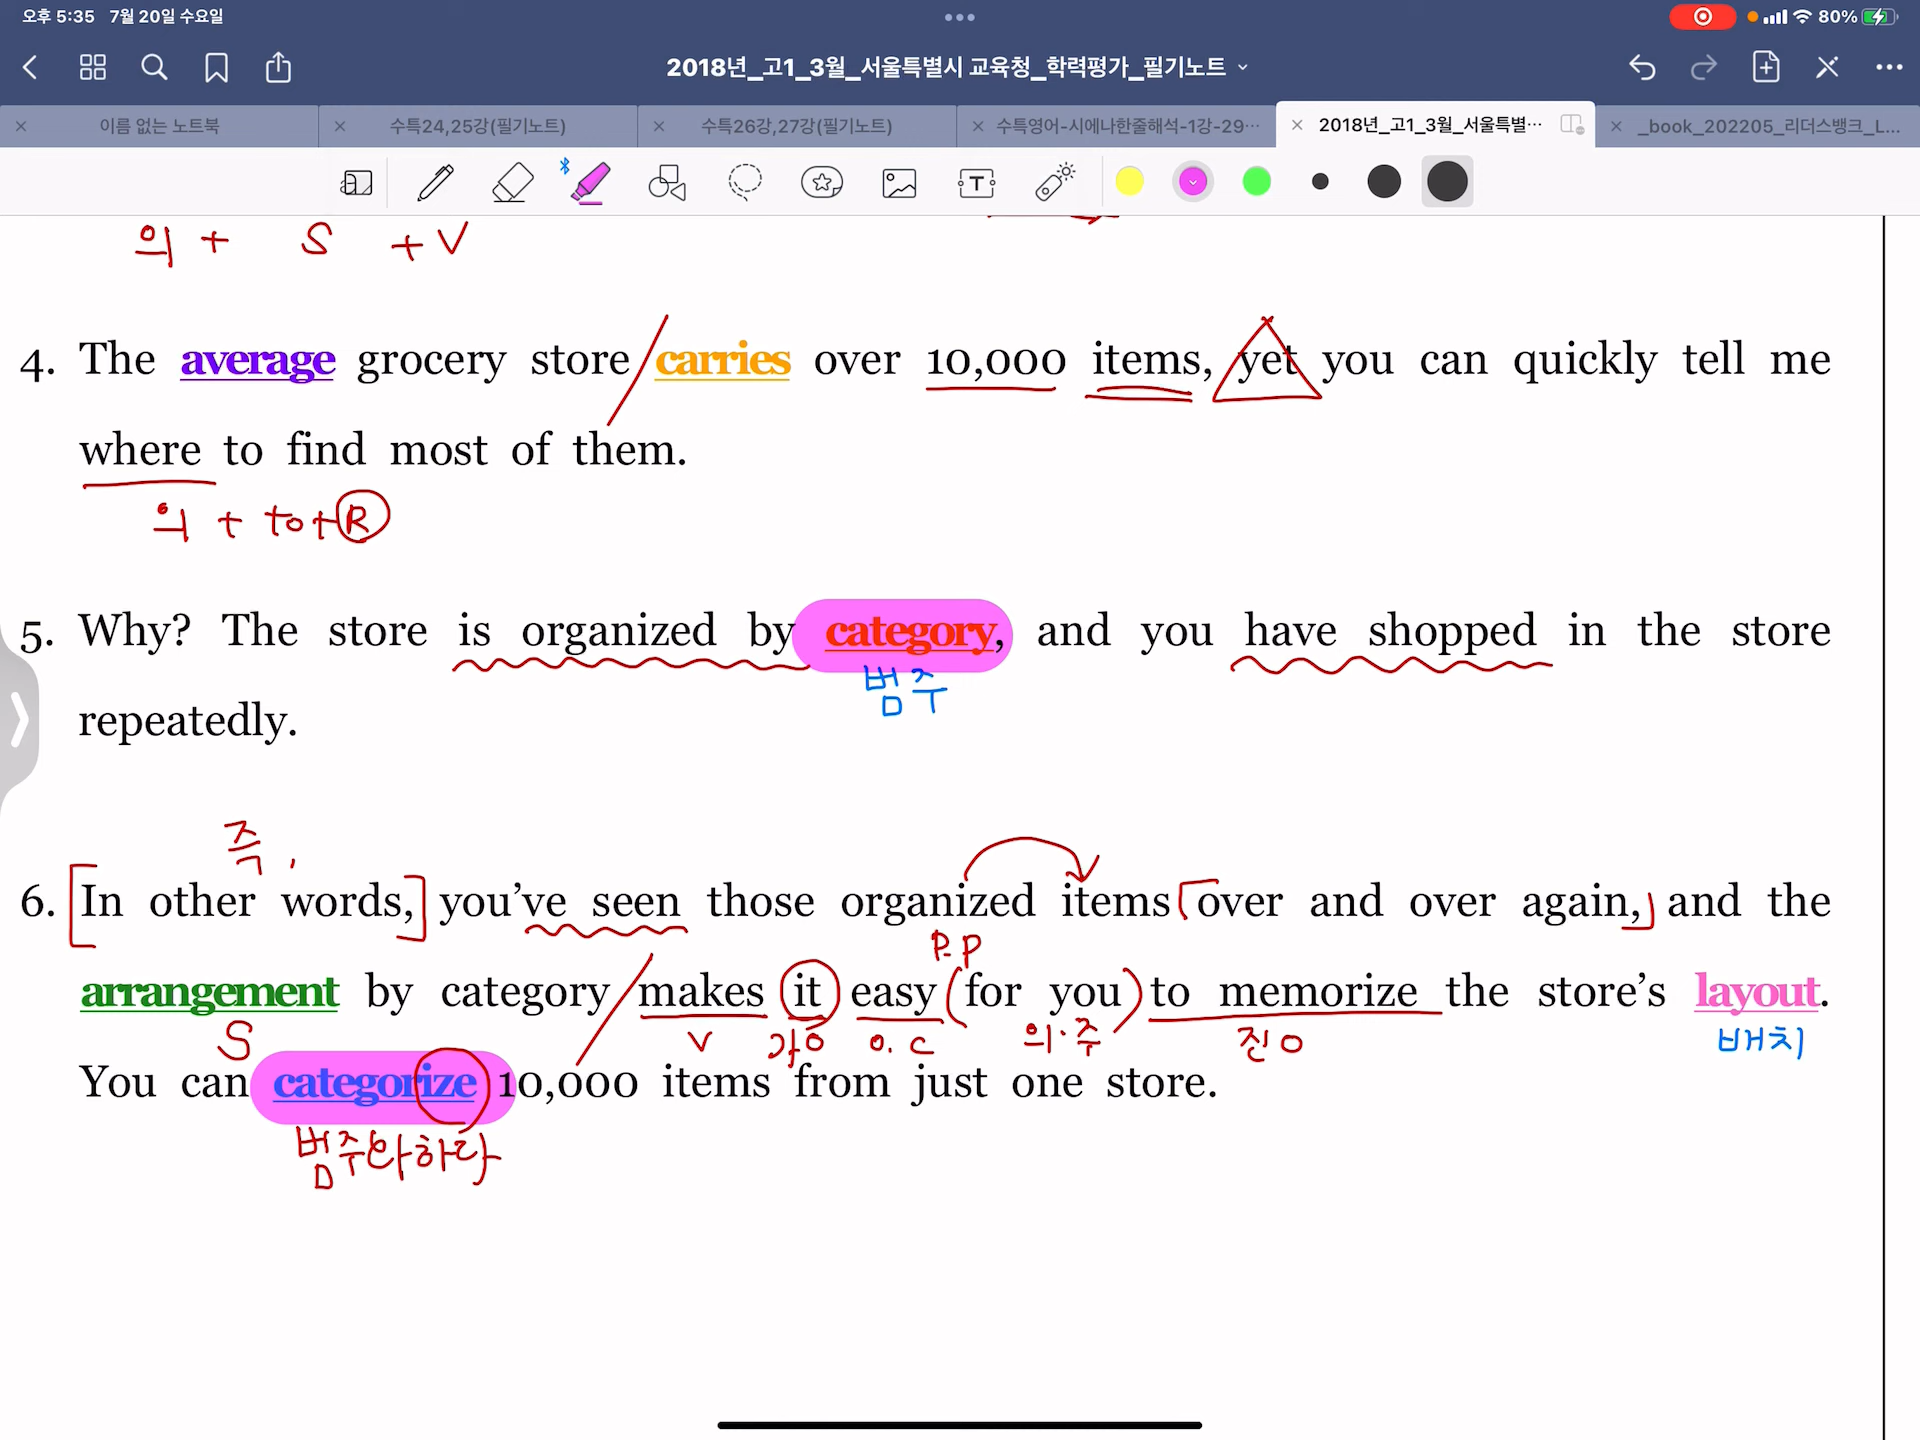 오후 5:35 7월 20일 수요일
80%
2018년_고1_3월_서울특별시 교육청_학력평가_필기노트
이름 없는 노트북
수특24,25강(필기노트)
수특26강,27강(필기노트)
수특영어-시에나한줄해석-1강-29…
2018년_고1_3월_서울특별…
_book_202205_리더스뱅크_L...
의 + S + V
4. The average grocery store carries over 10,000 items, yet you can quickly tell me
where to find most of them.
의 + to+R
5. Why? The store is organized by category, and you have shopped in the store
범주
repeatedly.
즉,
6. In other words, you've seen those organized items over and over again, and the
P.P
arrangement by category makes it easy (for you) to memorize the store's layout.
S V 가O O.C 의·주 진O 배치
You can categorize 10,000 items from just one store.
범주화하다